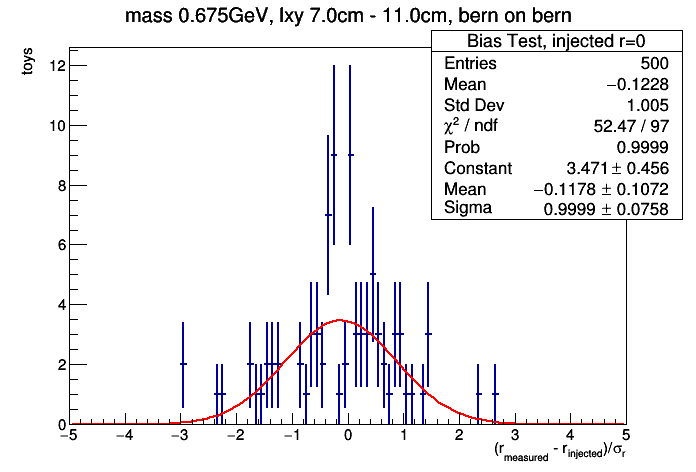 mass 0.675GeV, lxy 7.0cm - 11.0cm, bern on bern
Bias Test, injected r=0
Entries 500
Mean −0.1228
Std Dev 1.005
χ² / ndf 52.47 / 97
Prob 0.9999
Constant 3.471 ± 0.456
Mean −0.1178 ± 0.1072
Sigma 0.9999 ± 0.0758
toys
12
10
8
6
4
2
0
−5 −4 −3 −2 −1 0 1 2 3 4 5
(r_measured - r_injected)/σ_r